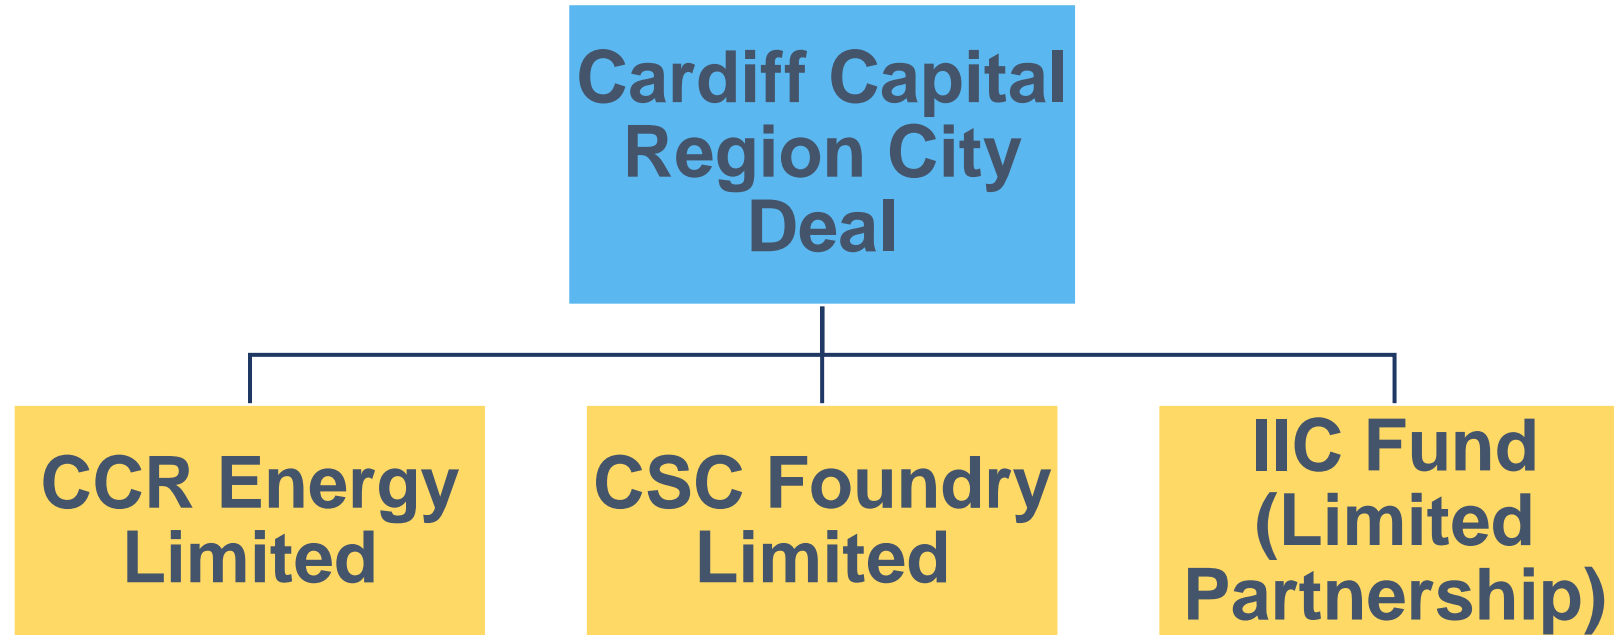 Cardiff Capital
Region City
Deal
CCR Energy
Limited
CSC Foundry
Limited
IIC Fund
(Limited
Partnership)